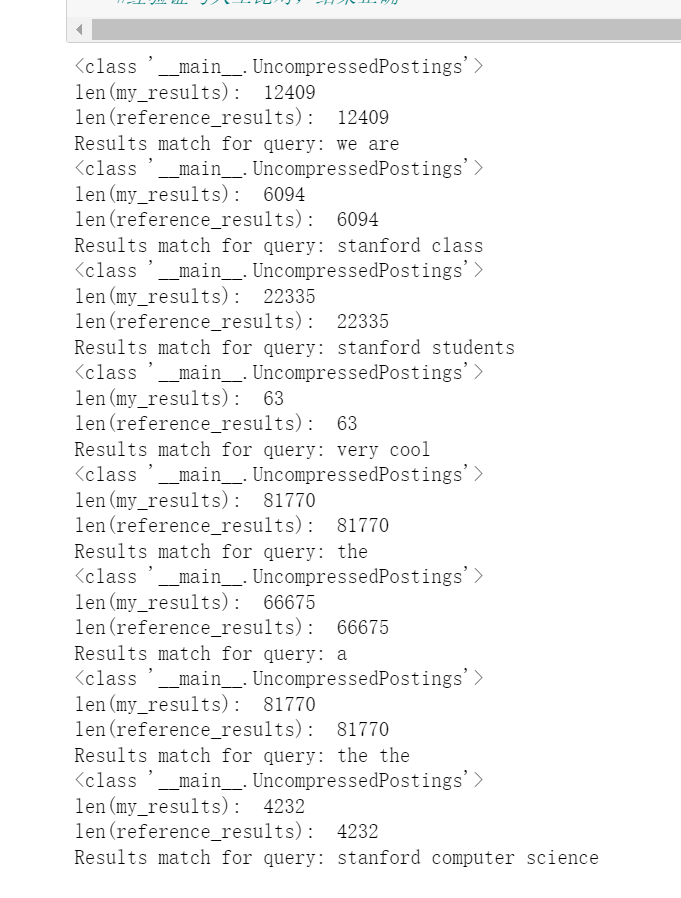 <class '__main__.UncompressedPostings'>
len(my_results):  12409
len(reference_results):  12409
Results match for query: we are
<class '__main__.UncompressedPostings'>
len(my_results):  6094
len(reference_results):  6094
Results match for query: stanford class
<class '__main__.UncompressedPostings'>
len(my_results):  22335
len(reference_results):  22335
Results match for query: stanford students
<class '__main__.UncompressedPostings'>
len(my_results):  63
len(reference_results):  63
Results match for query: very cool
<class '__main__.UncompressedPostings'>
len(my_results):  81770
len(reference_results):  81770
Results match for query: the
<class '__main__.UncompressedPostings'>
len(my_results):  66675
len(reference_results):  66675
Results match for query: a
<class '__main__.UncompressedPostings'>
len(my_results):  81770
len(reference_results):  81770
Results match for query: the the
<class '__main__.UncompressedPostings'>
len(my_results):  4232
len(reference_results):  4232
Results match for query: stanford computer science